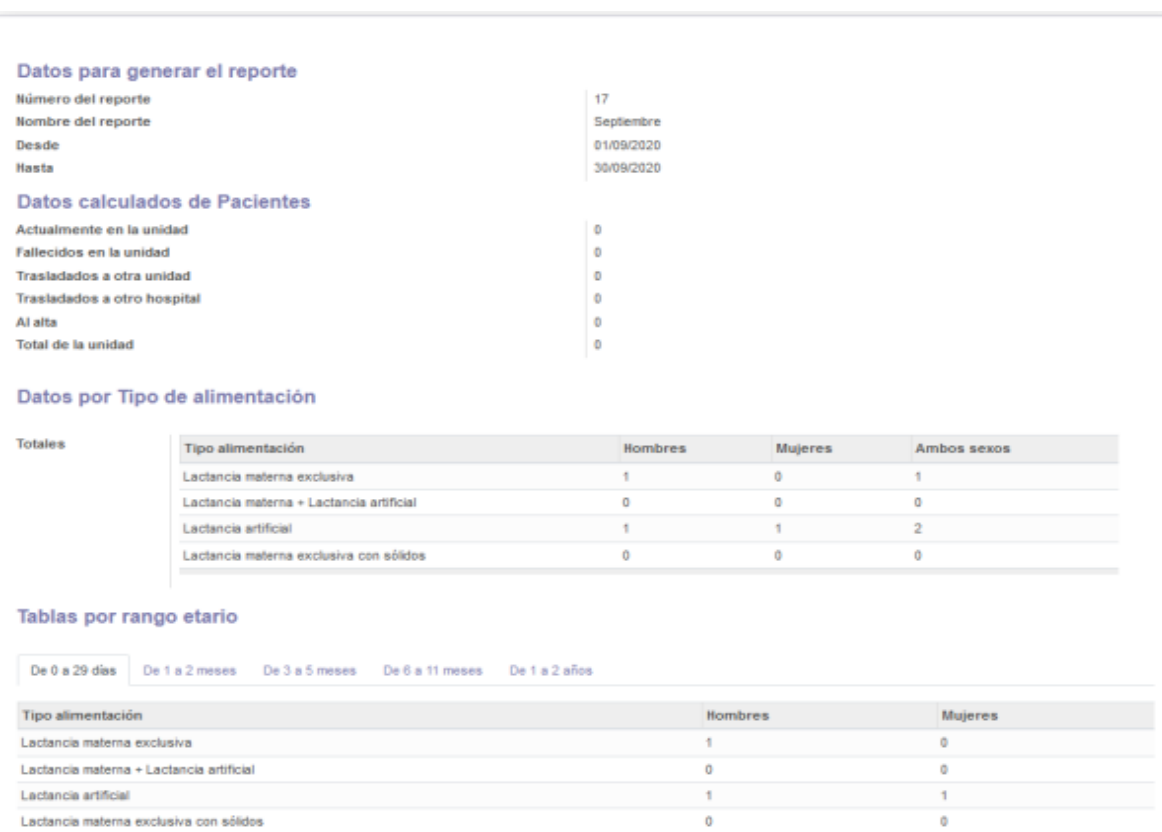 Datos para generar el reporte
Número del reporte 17
Nombre del reporte Septiembre
Desde 01/09/2020
Hasta 30/09/2020
Datos calculados de Pacientes
Actualmente en la unidad 0
Fallecidos en la unidad 0
Trasladados a otra unidad 0
Trasladados a otro hospital 0
Al alta 0
Total de la unidad 0
Datos por Tipo de alimentación
Totales Tipo alimentación Hombres Mujeres Ambos sexos
Lactancia materna exclusiva 1 0 1
Lactancia materna + Lactancia artificial 0 0 0
Lactancia artificial 1 1 2
Lactancia materna exclusiva con sólidos 0 0 0
Tablas por rango etario
De 0 a 29 días De 1 a 2 meses De 3 a 5 meses De 6 a 11 meses De 1 a 2 años
Tipo alimentación Hombres Mujeres
Lactancia materna exclusiva 1 0
Lactancia materna + Lactancia artificial 0 0
Lactancia artificial 1 1
Lactancia materna exclusiva con sólidos 0 0